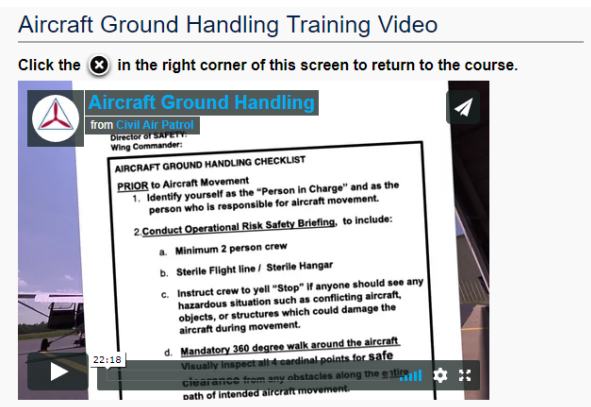 Aircraft Ground Handling Training Video
Click the in the right corner of this screen to return to the course.
Aircraft Ground Handling
from Civil Air Patrol
Director of SAFETY:
Wing Commander:
AIRCRAFT GROUND HANDLING CHECKLIST
PRIOR to Aircraft Movement
1. Identify yourself as the "Person in Charge" and as the
person who is responsible for aircraft movement.
2.Conduct Operational Risk Safety Briefing, to include:
a. Minimum 2 person crew
b. Sterile Flight line / Sterile Hangar
c. Instruct crew to yell "Stop" if anyone should see any
hazardous situation such as conflicting aircraft,
objects, or structures which could damage the
aircraft during movement.
d. Mandatory 360 degree walk around the aircraft
Visually inspect all 4 cardinal points for safe
clearance from any obstacles along the entire
path of intended aircraft movement.
22:18